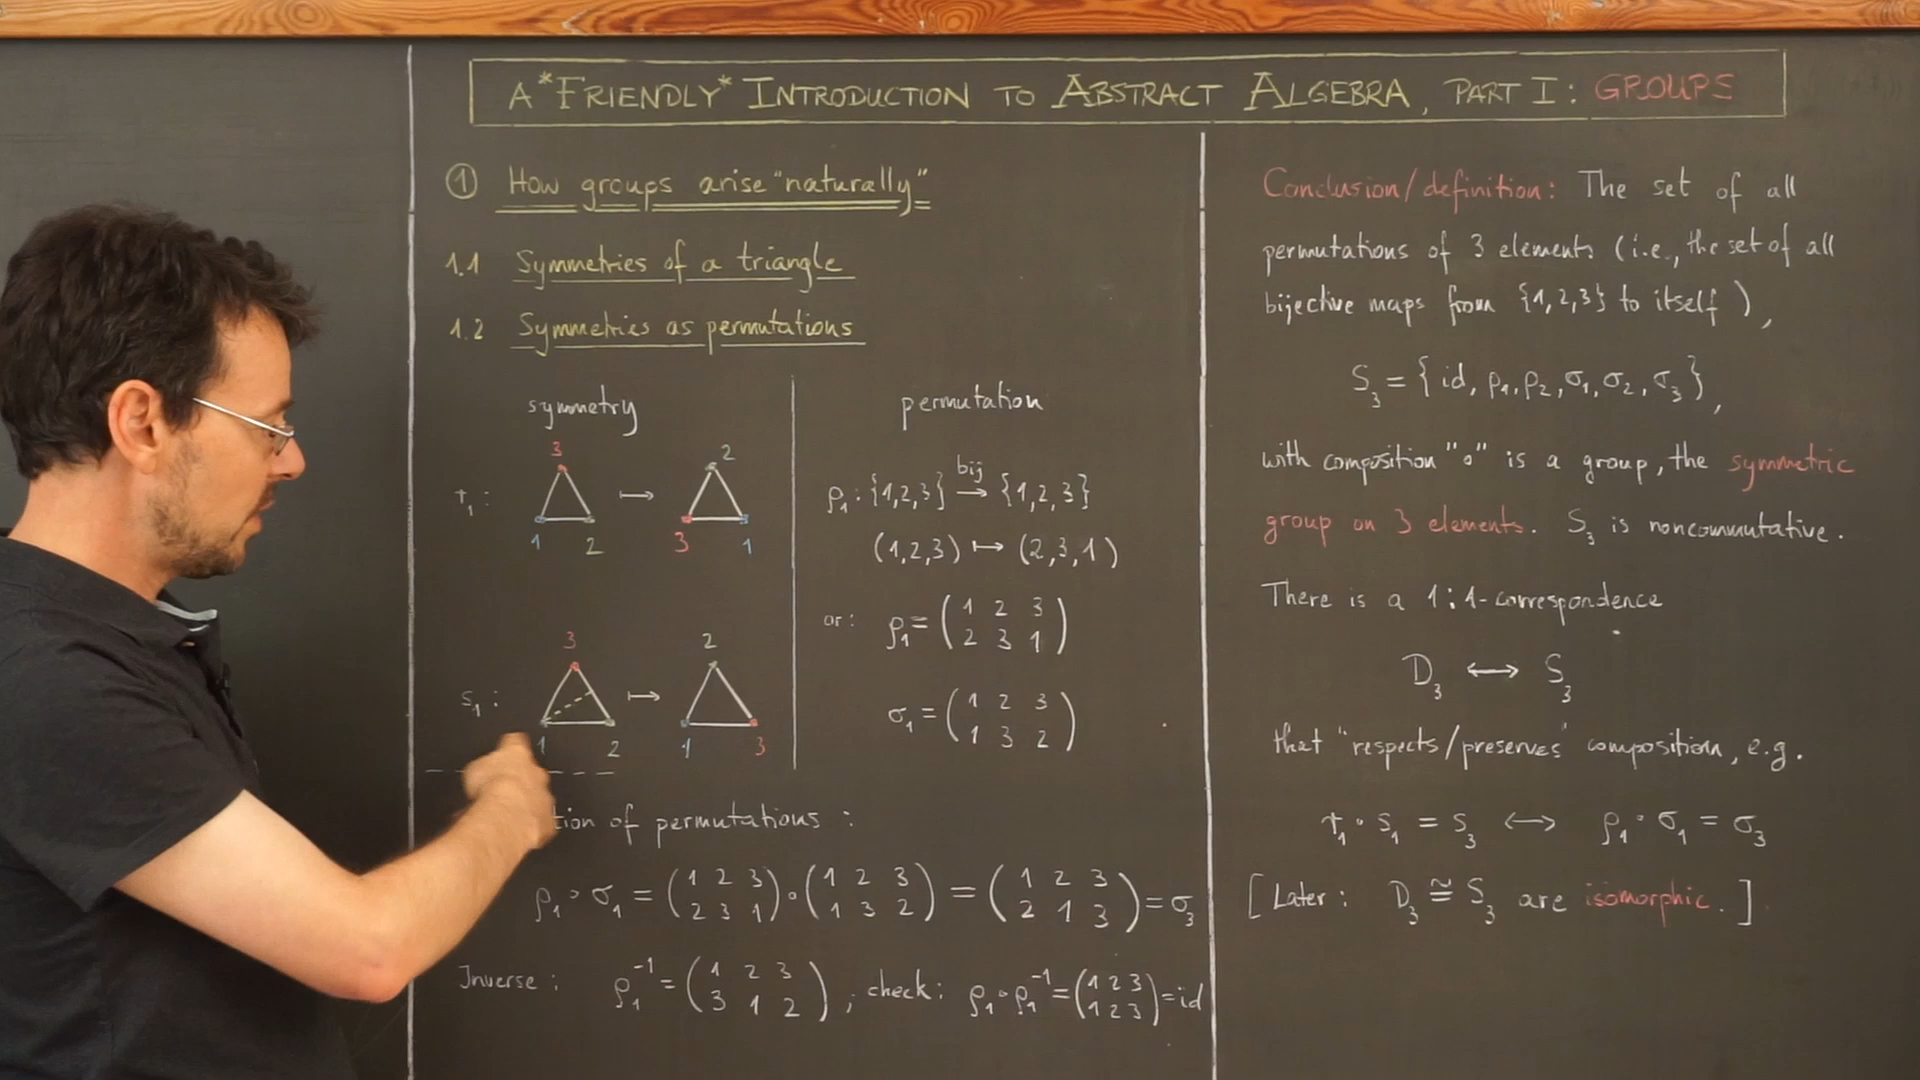 A *FRIENDLY* INTRODUCTION TO ABSTRACT ALGEBRA, PART I: GROUPS
① How groups arise "naturally"
1.1 Symmetries of a triangle
1.2 Symmetries as permutations
symmetry
permutation
r₁: 3 1 2 ↦ 2 3 1
ρ₁: {1,2,3} bij→ {1,2,3}
(1,2,3) ↦ (2,3,1)
or: ρ₁ = (1 2 3 / 2 3 1)
s₁: 3 1 2 ↦ 2 1 3
σ₁ = (1 2 3 / 1 3 2)
tion of permutations:
ρ₁ ∘ σ₁ = (1 2 3 / 2 3 1) ∘ (1 2 3 / 1 3 2) = (1 2 3 / 2 1 3) = σ₃
Inverse: ρ₁⁻¹ = (1 2 3 / 3 1 2), check: ρ₁ ∘ ρ₁⁻¹ = (1 2 3 / 1 2 3) = id
Conclusion/definition: The set of all
permutations of 3 elements (i.e., the set of all
bijective maps from {1,2,3} to itself),
S₃ = {id, ρ₁, ρ₂, σ₁, σ₂, σ₃},
with composition "∘" is a group, the symmetric
group on 3 elements. S₃ is noncommutative.
There is a 1:1-correspondence
D₃ ↔ S₃
that "respects/preserves" composition, e.g.
r₁ ∘ s₁ = s₃ ↔ ρ₁ ∘ σ₁ = σ₃
[Later: D₃ ≅ S₃ are isomorphic.]